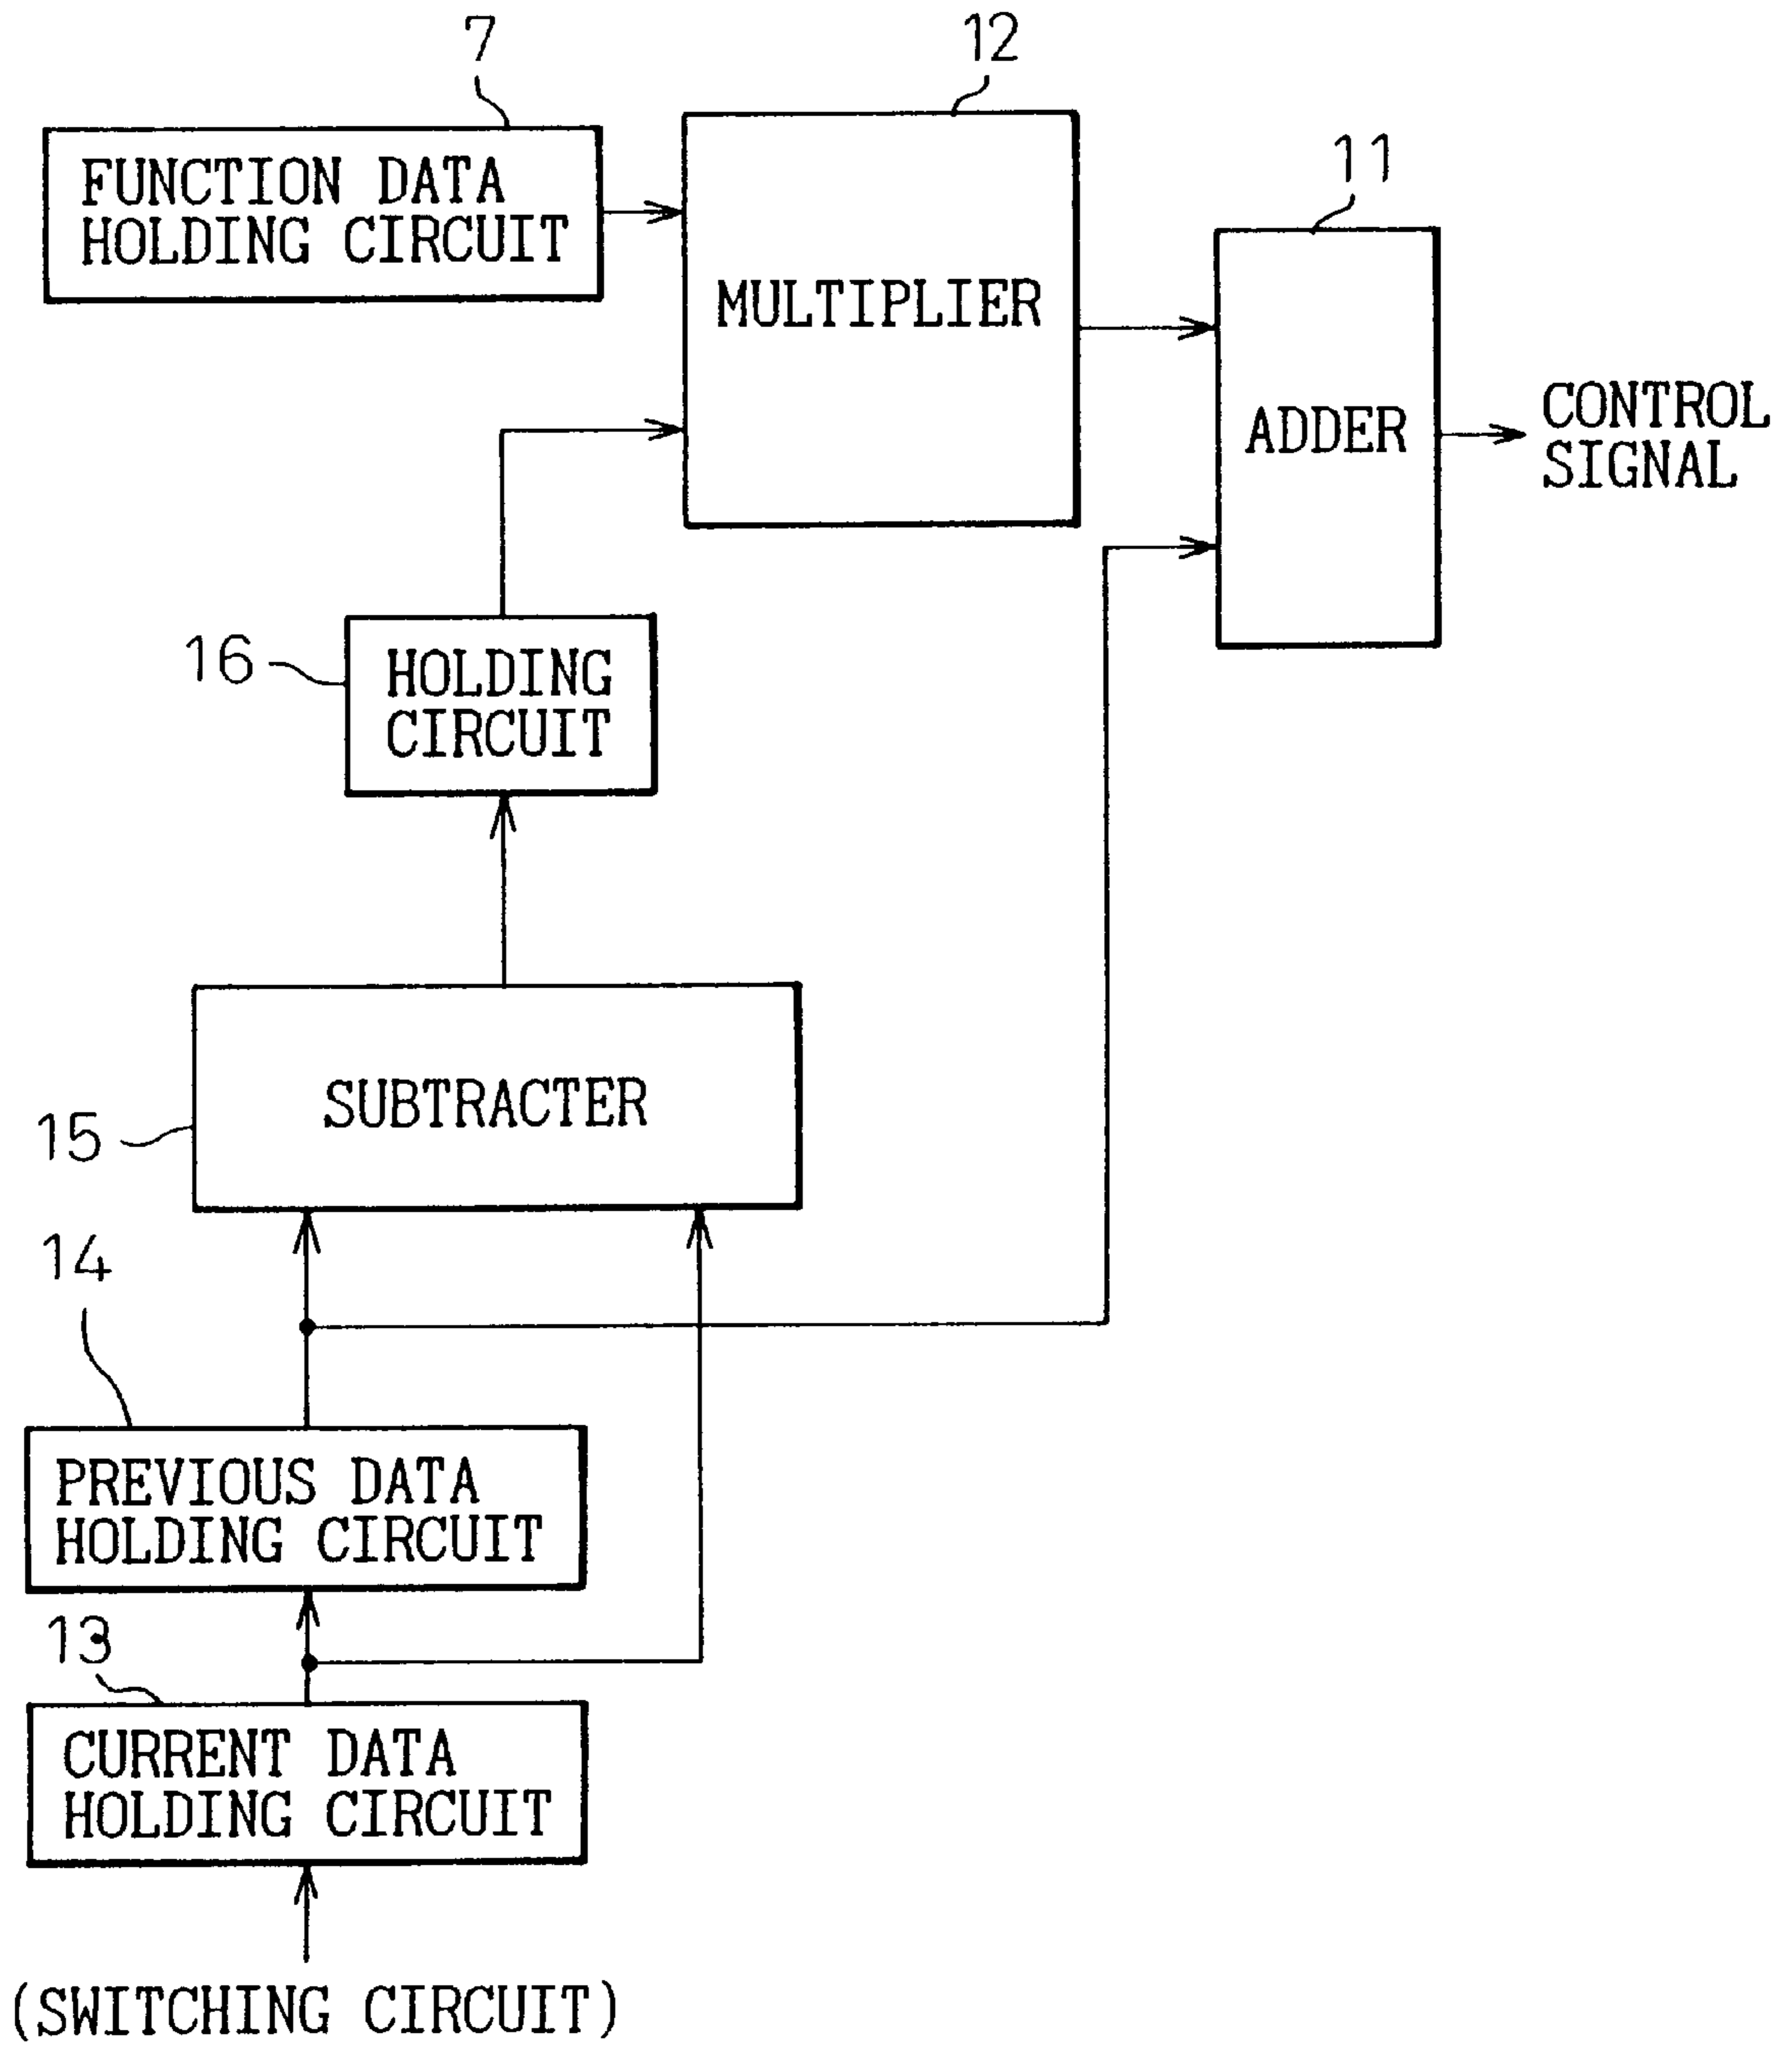 7
12
FUNCTION DATA
HOLDING CIRCUIT
11
MULTIPLIER
ADDER
CONTROL
SIGNAL
16
HOLDING
CIRCUIT
15
SUBTRACTER
14
PREVIOUS DATA
HOLDING CIRCUIT
13
CURRENT DATA
HOLDING CIRCUIT
(SWITCHING CIRCUIT)